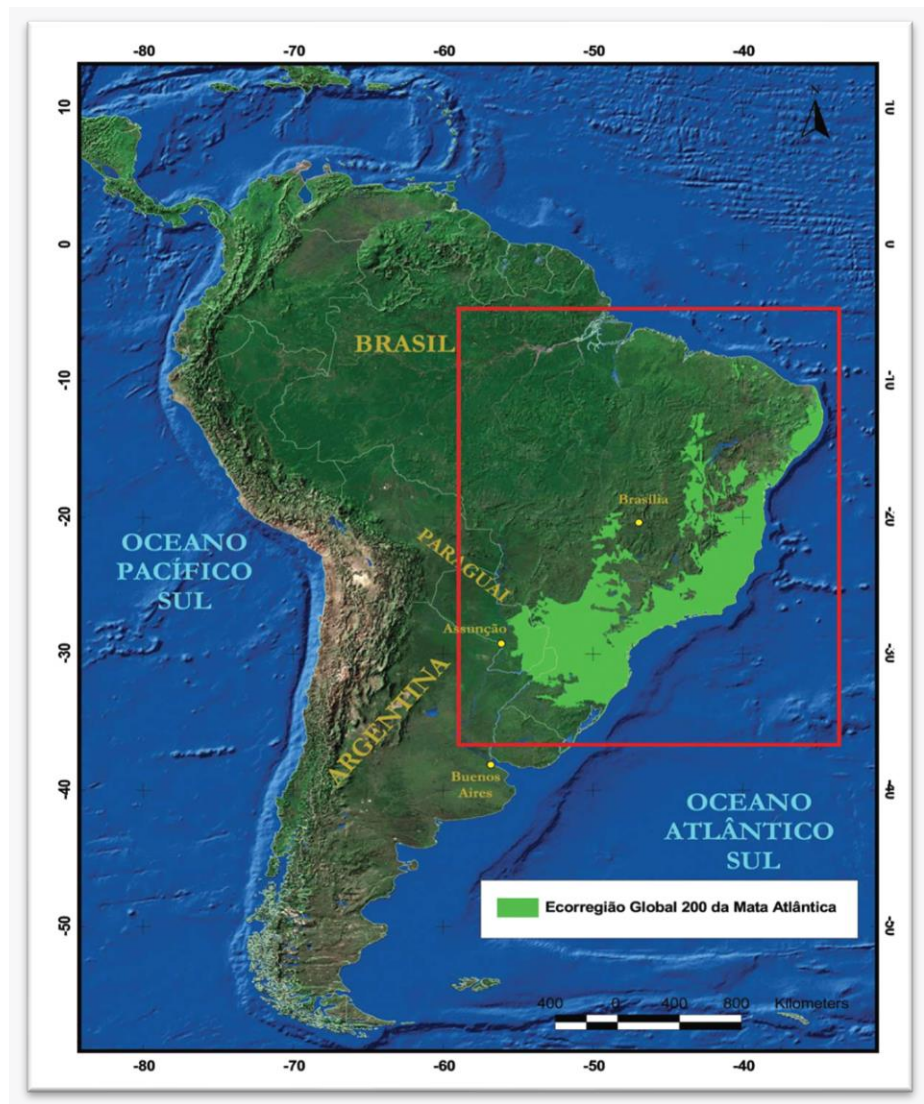 -80 -70 -60 -50 -40
N
10 10
0 0
BRASIL
-10 -10
Brasília
-20 -20
OCEANO
PACÍFICO
SUL
PARAGUAI
Assunção
-30 -30
ARGENTINA
Buenos
Aires
-40 -40
OCEANO
ATLÂNTICO
SUL
Ecorregião Global 200 da Mata Atlântica
-50 -50
400 0 400 800 Kilometers
-80 -70 -60 -50 -40